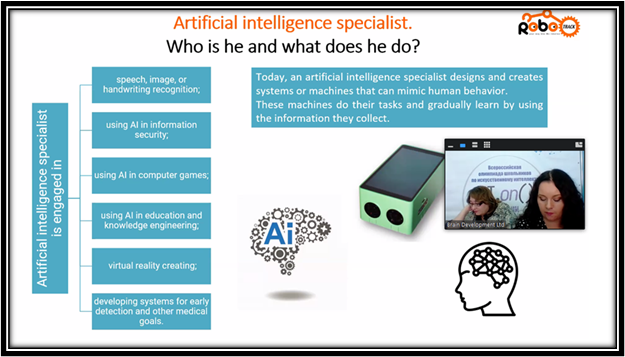 Artificial intelligence specialist.
Who is he and what does he do?
RoBo
TRACK
Artificial intelligence specialist
is engaged in
speech, image, or
handwriting recognition;
using AI in information
security;
using AI in computer games;
using AI in education and
knowledge engineering;
virtual reality creating;
developing systems for early
detection and other medical
goals.
Today, an artificial intelligence specialist designs and creates
systems or machines that can mimic human behavior.
These machines do their tasks and gradually learn by using
the information they collect.
Ai
Всероссийская
олимпиада школьников
по искусственному интеллекту
Brain Development Ltd